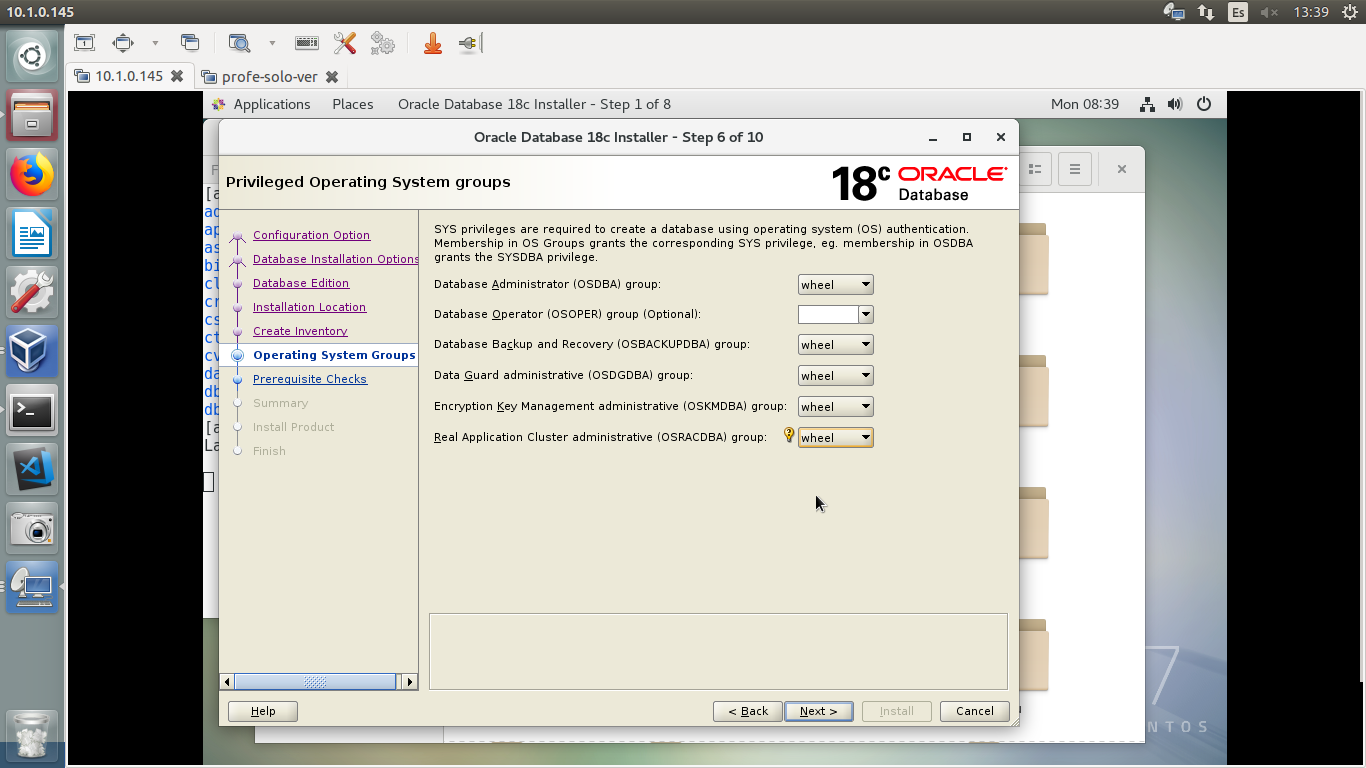 10.1.0.145
Es
13:39
10.1.0.145
profe-solo-ver
Applications Places Oracle Database 18c Installer - Step 1 of 8 Mon 08:39
Oracle Database 18c Installer - Step 6 of 10
Privileged Operating System groups
18c ORACLE
Database
Configuration Option
Database Installation Options
Database Edition
Installation Location
Create Inventory
Operating System Groups
Prerequisite Checks
Summary
Install Product
Finish
SYS privileges are required to create a database using operating system (OS) authentication.
Membership in OS Groups grants the corresponding SYS privilege, eg. membership in OSDBA
grants the SYSDBA privilege.
Database Administrator (OSDBA) group: wheel
Database Operator (OSOPER) group (Optional):
Database Backup and Recovery (OSBACKUPDBA) group: wheel
Data Guard administrative (OSDGDBA) group: wheel
Encryption Key Management administrative (OSKMDBA) group: wheel
Real Application Cluster administrative (OSRACDBA) group: wheel
Help
< Back
Next >
Install
Cancel
[a
ac
ap
as
bi
cl
cr
cs
ct
cv
da
db
db
[a
La
7
NTOS